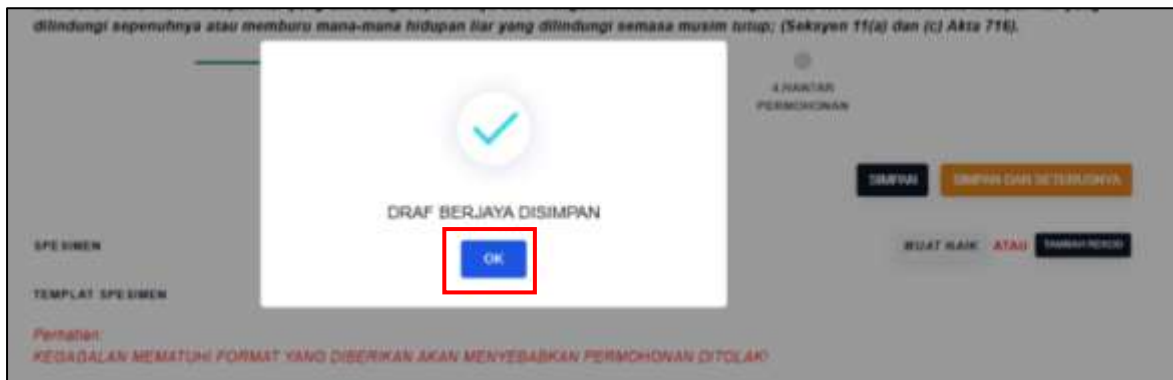 dilindungi sepenuhnya atau memburu mana-mana hidupan liar yang dilindungi semasa musim tutup; (Seksyen 11(a) dan (c) Akta 716).
4.HANTAR
PERMOHONAN
SIMPAN
SIMPAN DAN SETERUSNYA
DRAF BERJAYA DISIMPAN
OK
SPESIMEN
MUAT NAIK ATAU TAMBAH REKOD
TEMPLAT SPESIMEN
Perhatian:
KEGAGALAN MEMATUHI FORMAT YANG DIBERIKAN AKAN MENYEBABKAN PERMOHONAN DITOLAK!